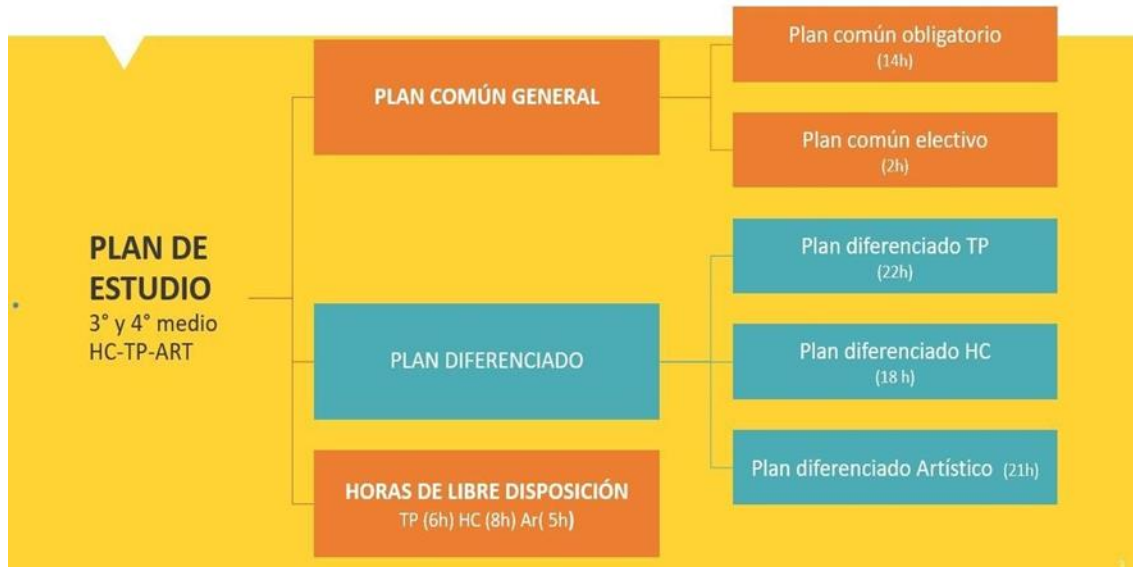 PLAN DE
ESTUDIO
3° y 4° medio
HC-TP-ART
PLAN COMÚN GENERAL
Plan común obligatorio
(14h)
Plan común electivo
(2h)
PLAN DIFERENCIADO
Plan diferenciado TP
(22h)
Plan diferenciado HC
(18 h)
Plan diferenciado Artístico (21h)
HORAS DE LIBRE DISPOSICIÓN
TP (6h) HC (8h) Ar( 5h)